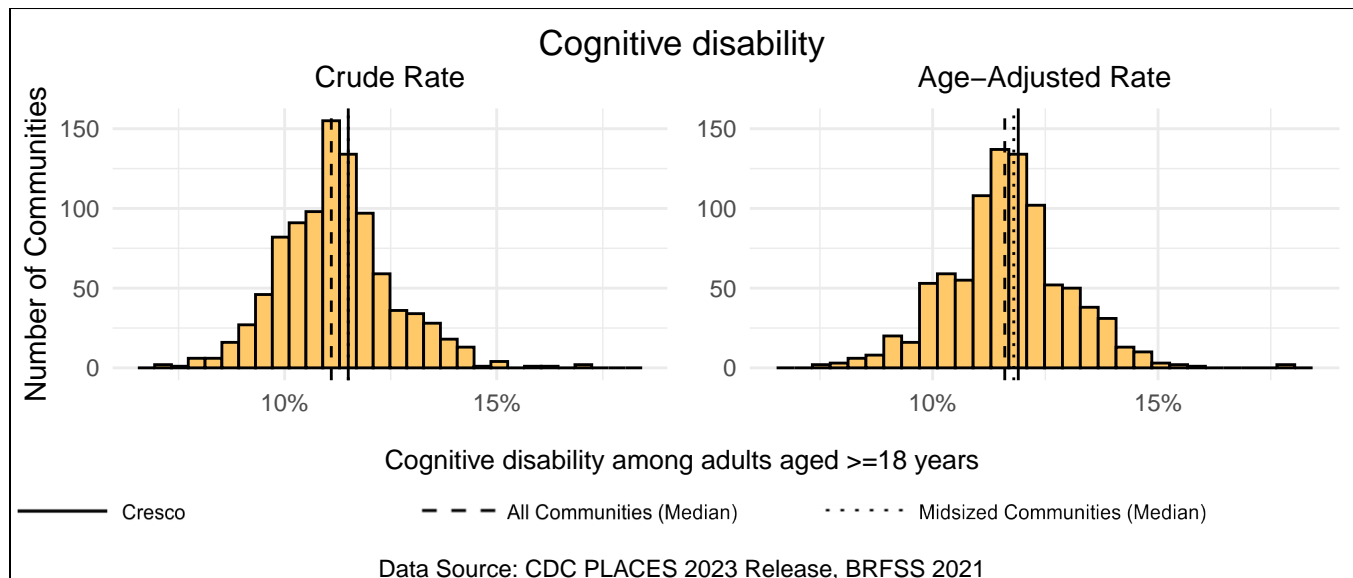 Cognitive disability
Crude Rate
Age−Adjusted Rate
Number of Communities
150
100
50
0
10%
15%
150
100
50
0
10%
15%
Cognitive disability among adults aged >=18 years
Cresco
All Communities (Median)
Midsized Communities (Median)
Data Source: CDC PLACES 2023 Release, BRFSS 2021